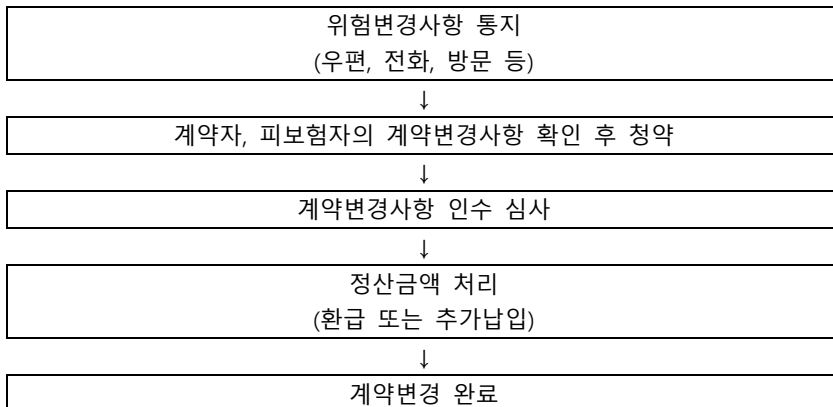 위험변경사항 통지
(우편, 전화, 방문 등)
↓
계약자, 피보험자의 계약변경사항 확인 후 청약
↓
계약변경사항 인수 심사
↓
정산금액 처리
(환급 또는 추가납입)
↓
계약변경 완료